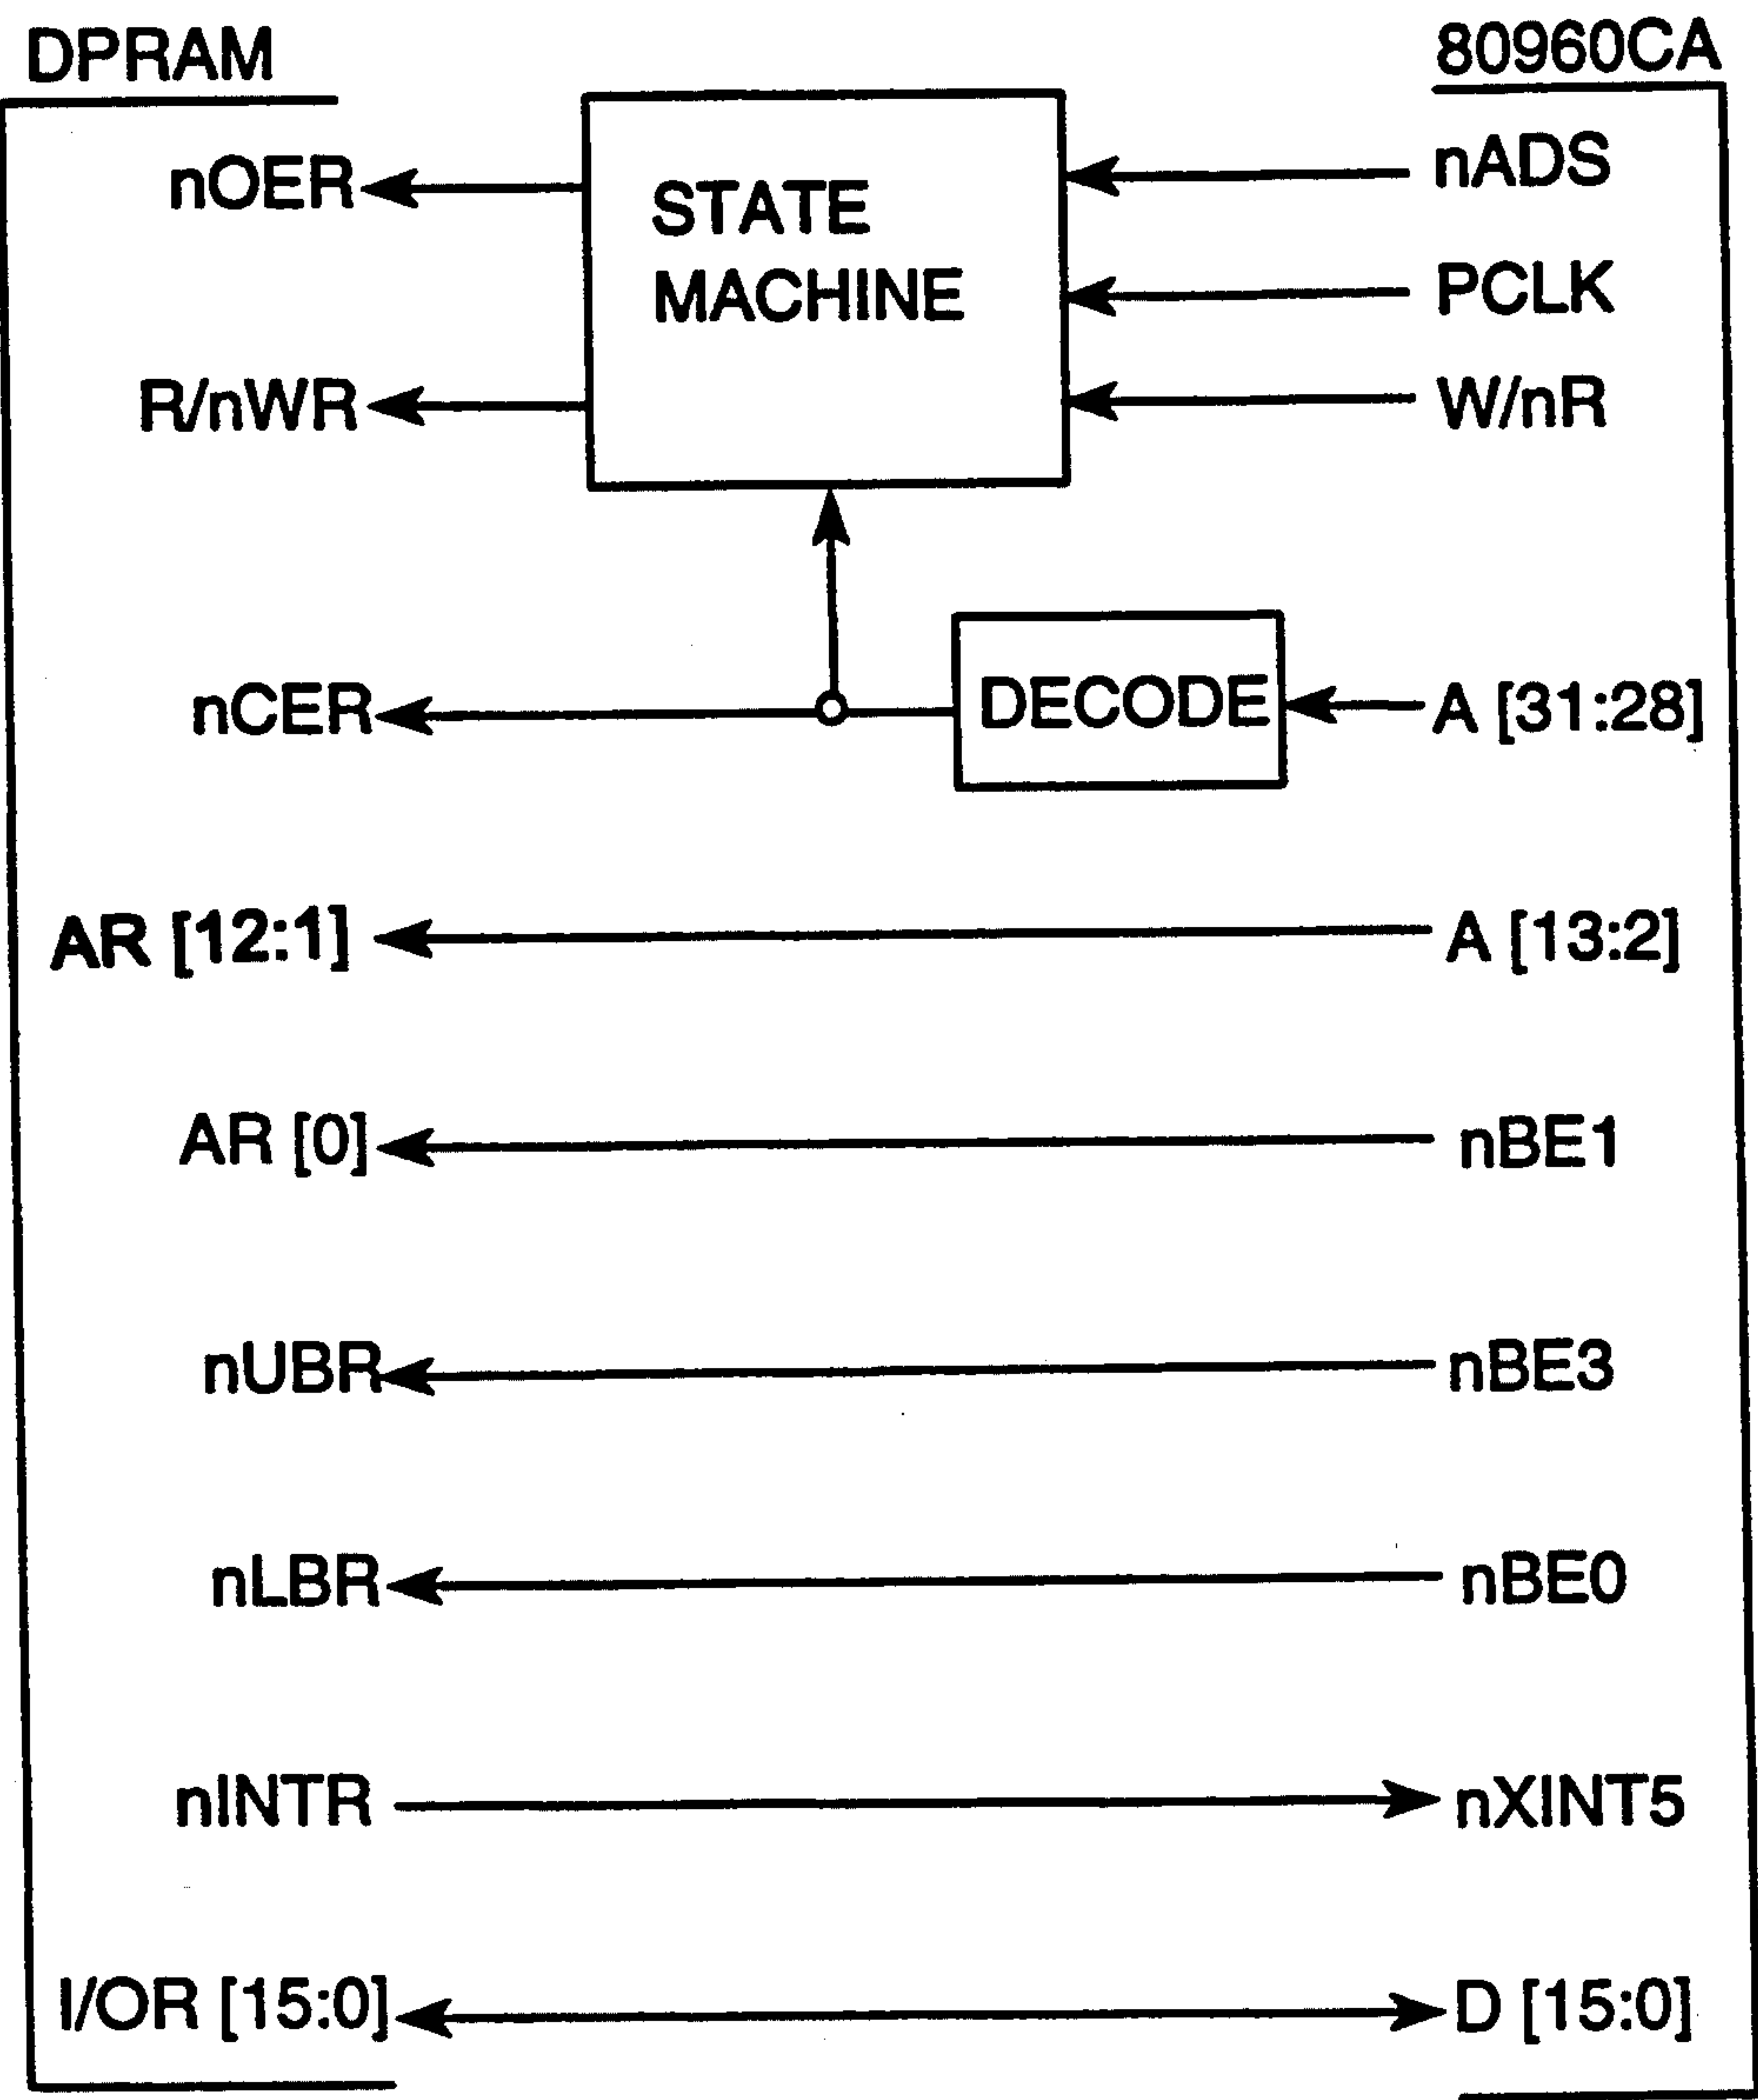 DPRAM
80960CA
nOER
STATE
MACHINE
nADS
PCLK
R/nWR
W/nR
nCER
DECODE
A [31:28]
AR [12:1]
A [13:2]
AR [0]
nBE1
nUBR
nBE3
nLBR
nBE0
nINTR
nXINT5
I/OR [15:0]
D [15:0]